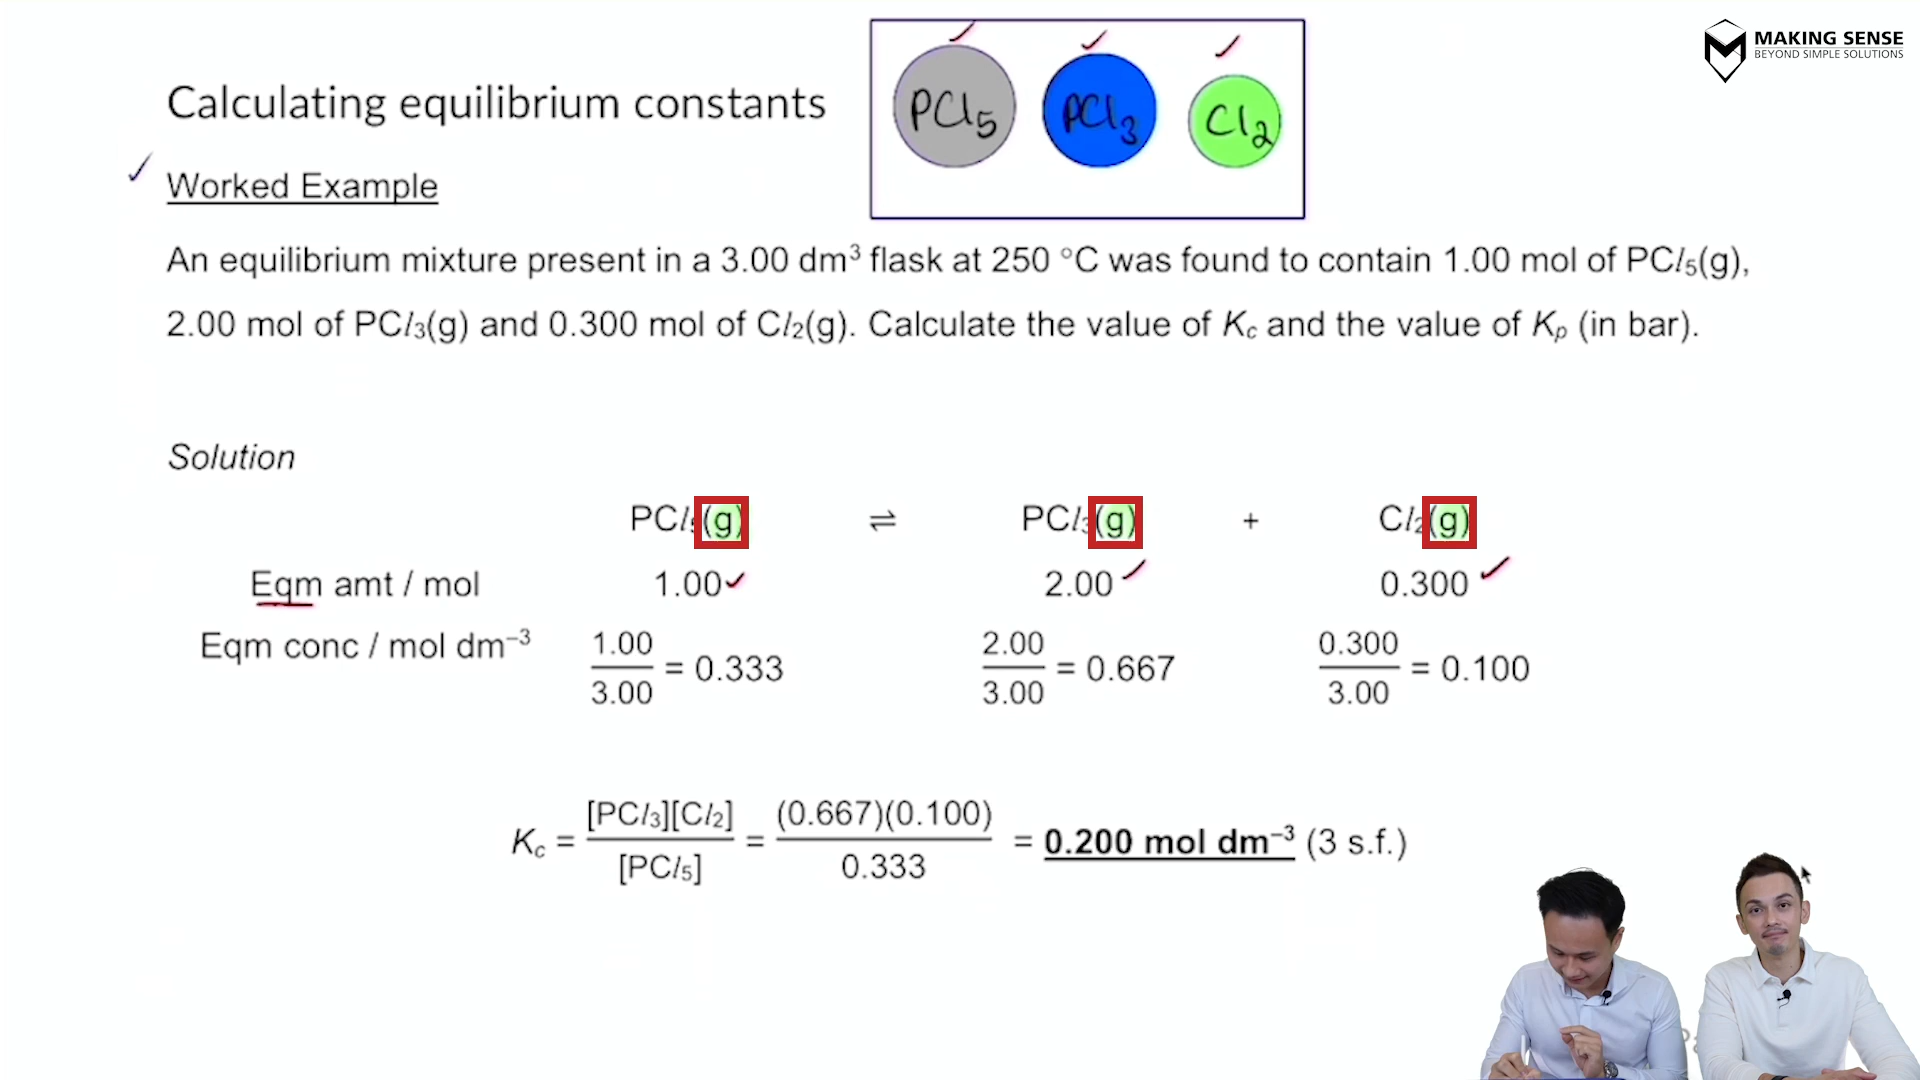 MAKING SENSE
BEYOND SIMPLE SOLUTIONS
PCl₅ PCl₃ Cl₂
Calculating equilibrium constants
Worked Example
An equilibrium mixture present in a 3.00 dm³ flask at 250 °C was found to contain 1.00 mol of PCl₅(g),
2.00 mol of PCl₃(g) and 0.300 mol of Cl₂(g). Calculate the value of Kc and the value of Kp (in bar).
Solution
PCl₅(g) ⇌ PCl₃(g) + Cl₂(g)
Eqm amt / mol 1.00 2.00 0.300
Eqm conc / mol dm⁻³ 1.00/3.00 = 0.333 2.00/3.00 = 0.667 0.300/3.00 = 0.100
Kc = [PCl₃][Cl₂]/[PCl₅] = (0.667)(0.100)/0.333 = 0.200 mol dm⁻³ (3 s.f.)